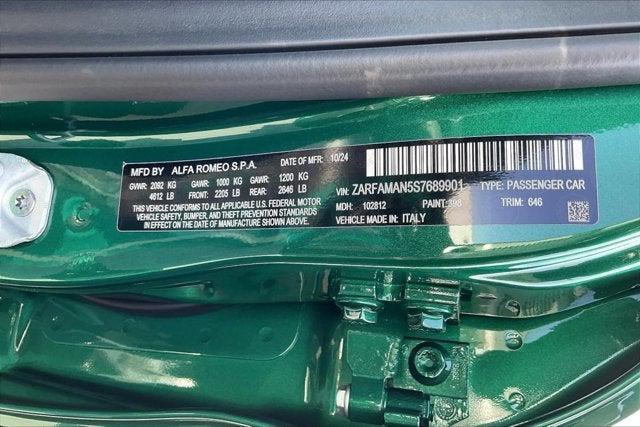 MFD BY ALFA ROMEO S.P.A. DATE OF MFR: 10/24
GVWR: 2092 KG GAWR: 1000 KG GAWR: 1200 KG
4612 LB FRONT: 2205 LB REAR: 2646 LB
THIS VEHICLE CONFORMS TO ALL APPLICABLE U.S. FEDERAL MOTOR
VEHICLE SAFETY, BUMPER, AND THEFT PREVENTION STANDARDS
IN EFFECT ON THE DATE OF MANUFACTURE SHOWN ABOVE.
VIN: ZARFAMAN5S7689901 TYPE: PASSENGER CAR
MDH: 102812 PAINT: 398 TRIM: 646
VEHICLE MADE IN: ITALY